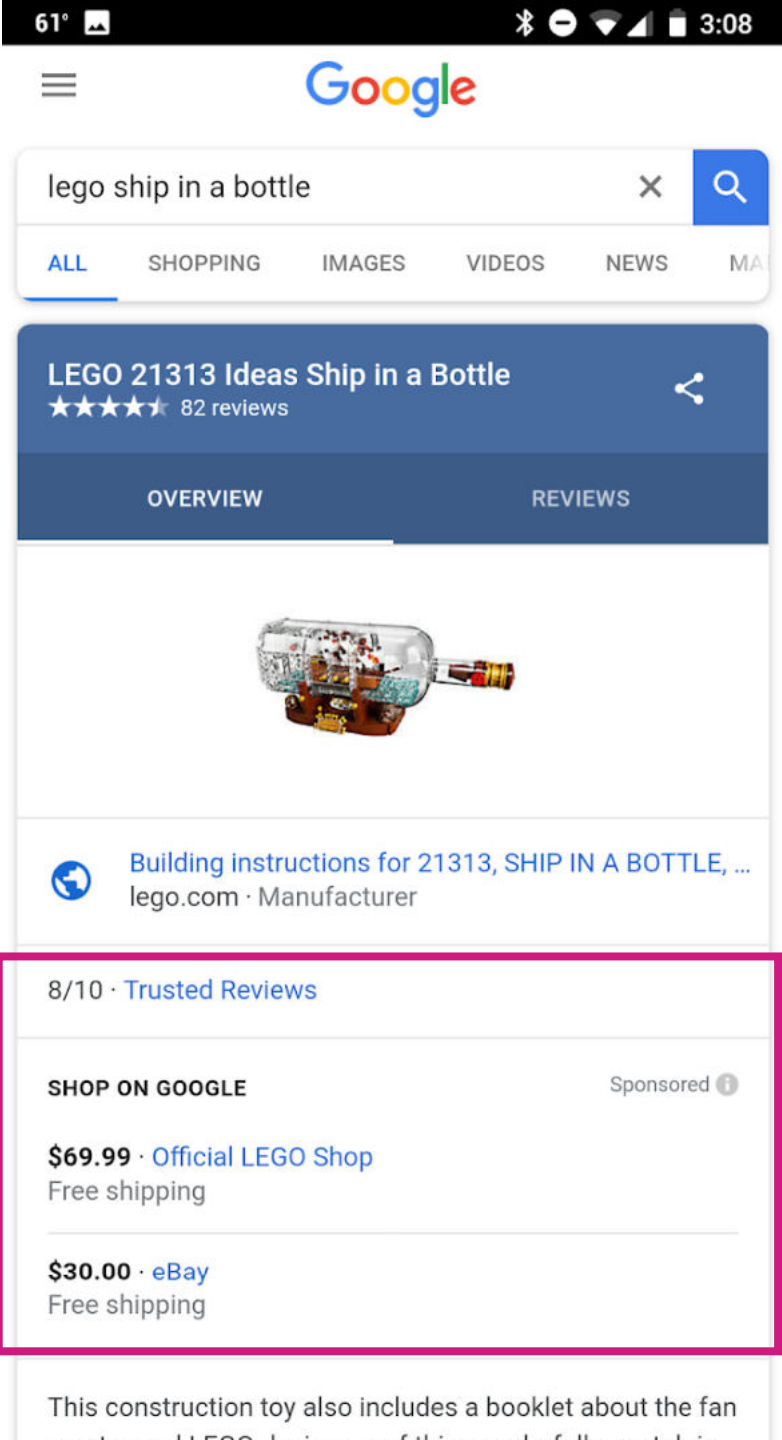 61° 3:08
Google
lego ship in a bottle
ALL SHOPPING IMAGES VIDEOS NEWS MA
LEGO 21313 Ideas Ship in a Bottle
82 reviews
OVERVIEW REVIEWS
Building instructions for 21313, SHIP IN A BOTTLE, ...
lego.com · Manufacturer
8/10 · Trusted Reviews
SHOP ON GOOGLE Sponsored
$69.99 · Official LEGO Shop
Free shipping
$30.00 · eBay
Free shipping
This construction toy also includes a booklet about the fan